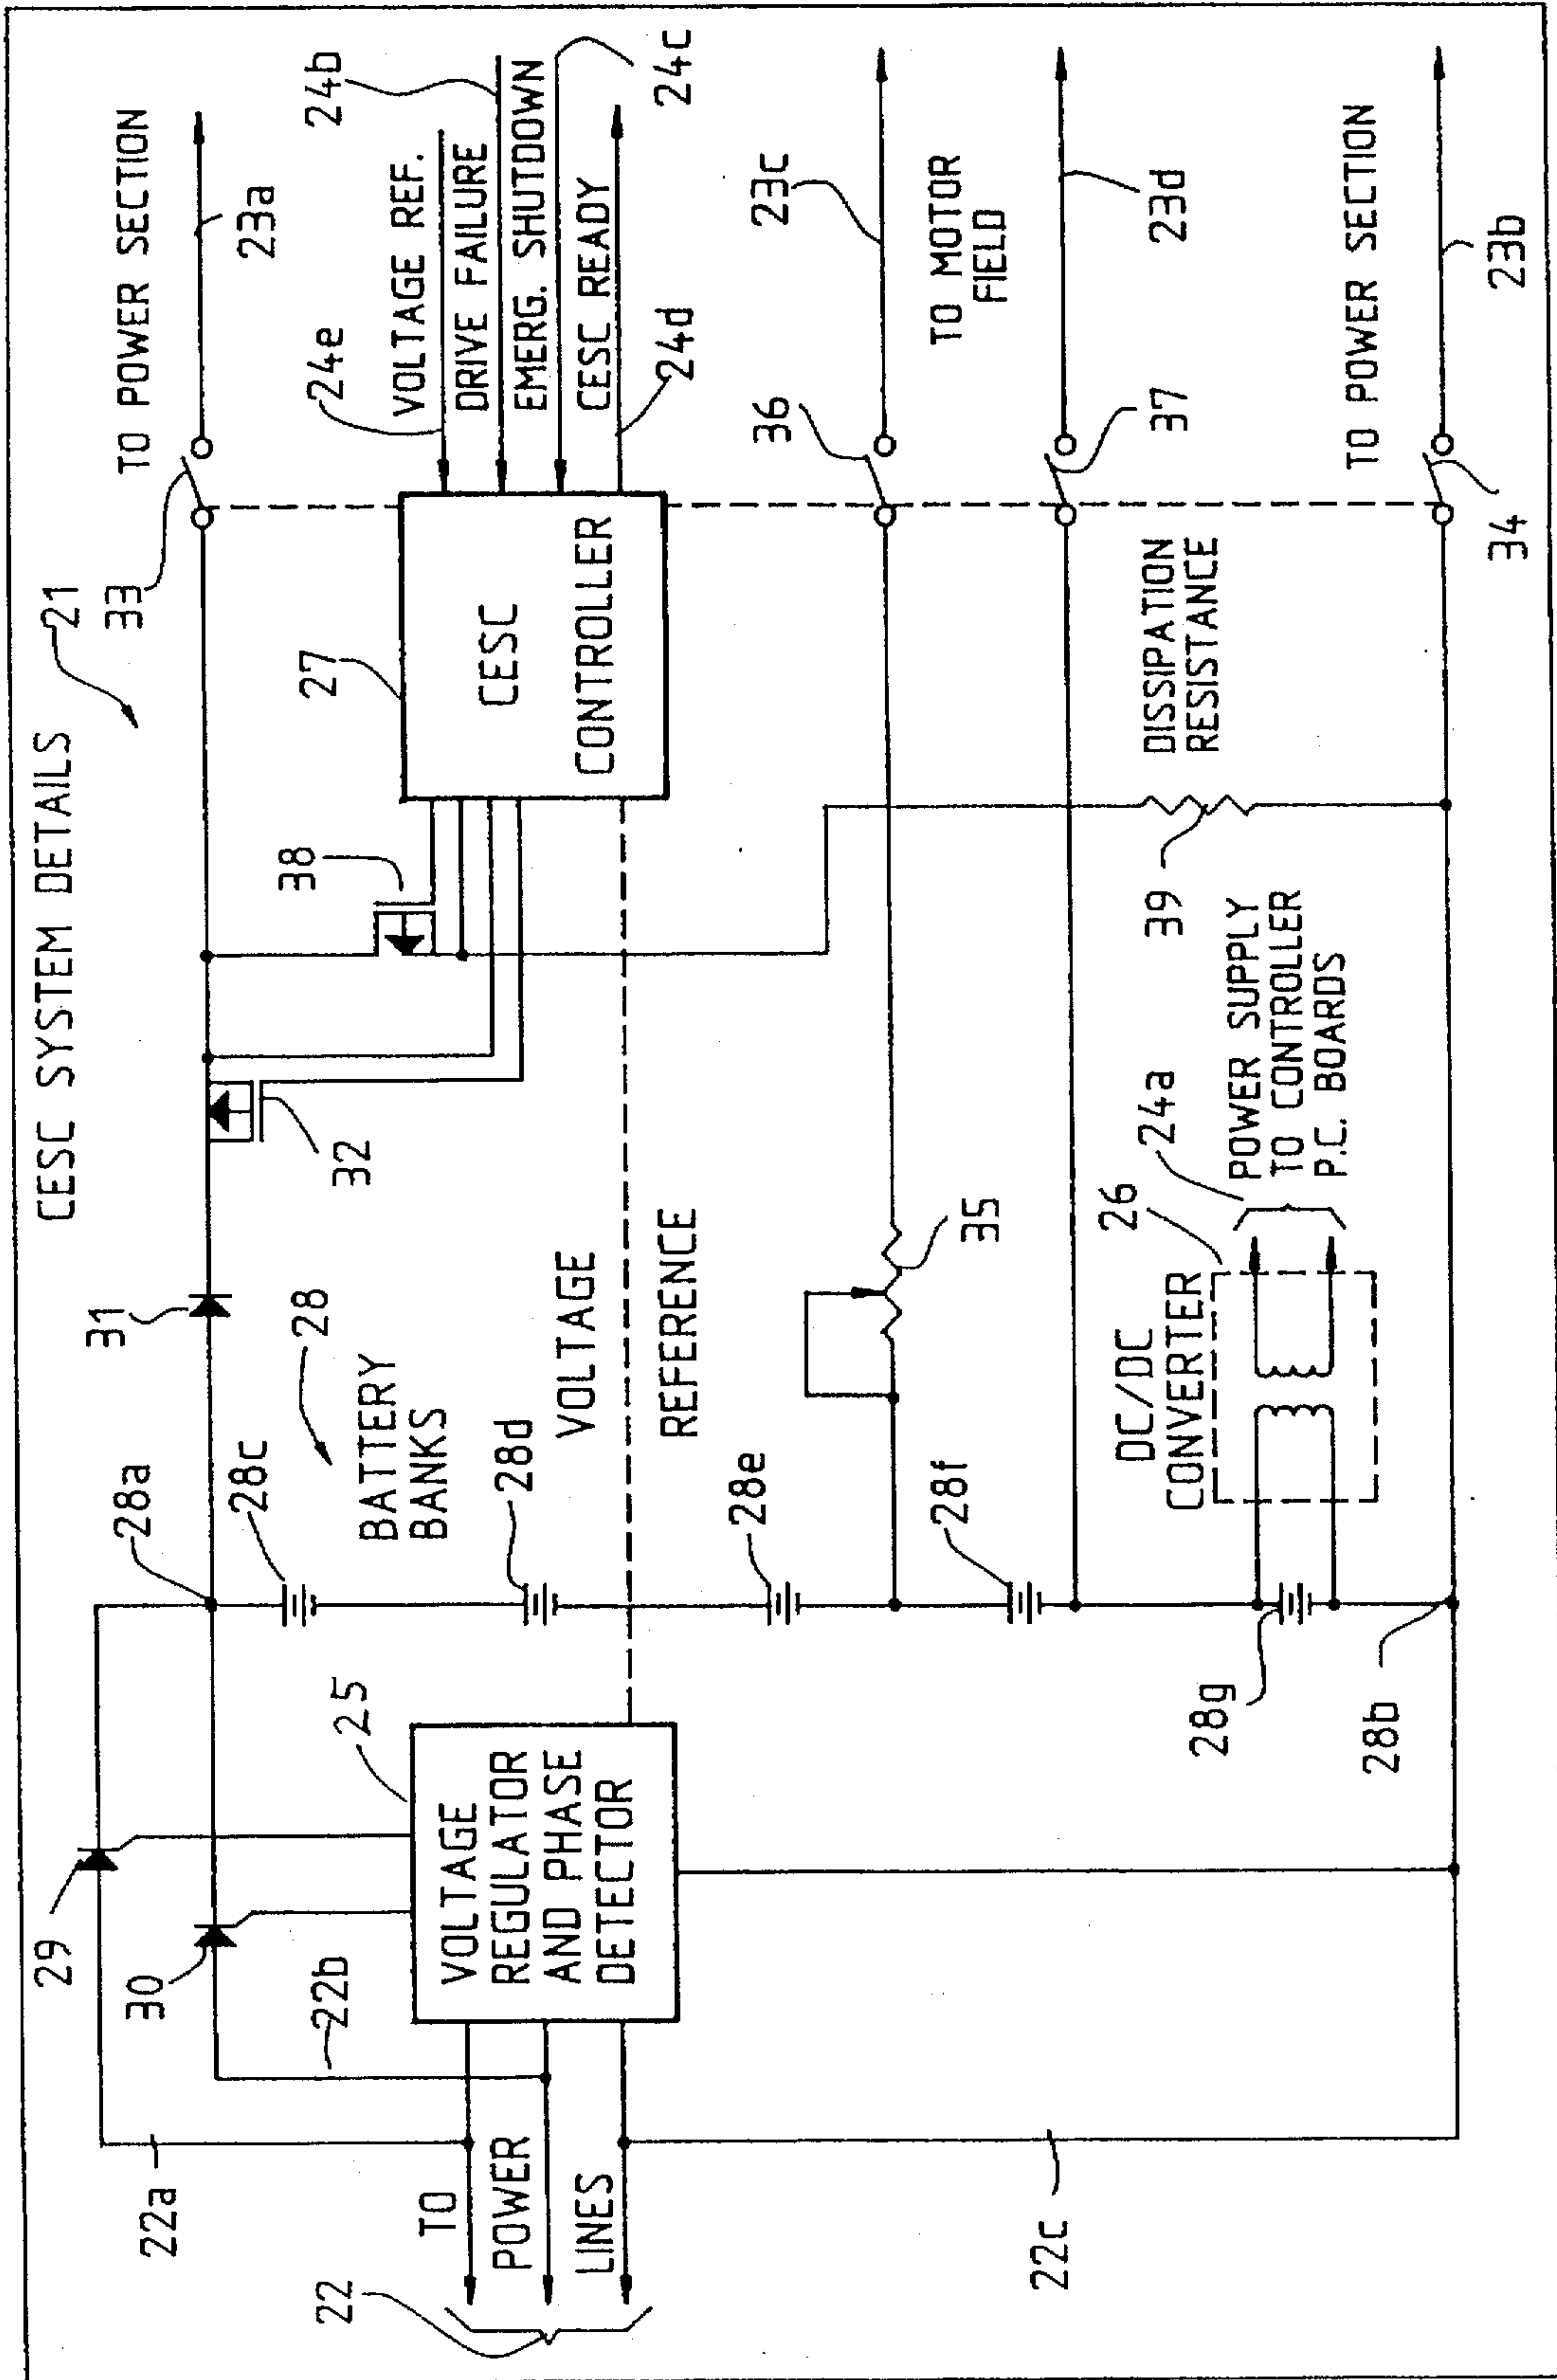 CESC SYSTEM DETAILS
21
29
30
22a
22b
22
TO
POWER
LINES
22c
25
VOLTAGE
REGULATOR
AND PHASE
DETECTOR
28a
28c
28
BATTERY
BANKS
28d
28e
28f
28g
28b
31
32
38
VOLTAGE
REFERENCE
35
DC/DC
CONVERTER
26
24a
POWER SUPPLY
TO CONTROLLER
P.C. BOARDS
39
DISSIPATION
RESISTANCE
27
CESC
CONTROLLER
33
TO POWER SECTION
23a
24e
24b
VOLTAGE REF.
DRIVE FAILURE
EMERG. SHUTDOWN
CESC READY
24c
24d
36
23c
TO MOTOR
FIELD
37
23d
TO POWER SECTION
34
23b